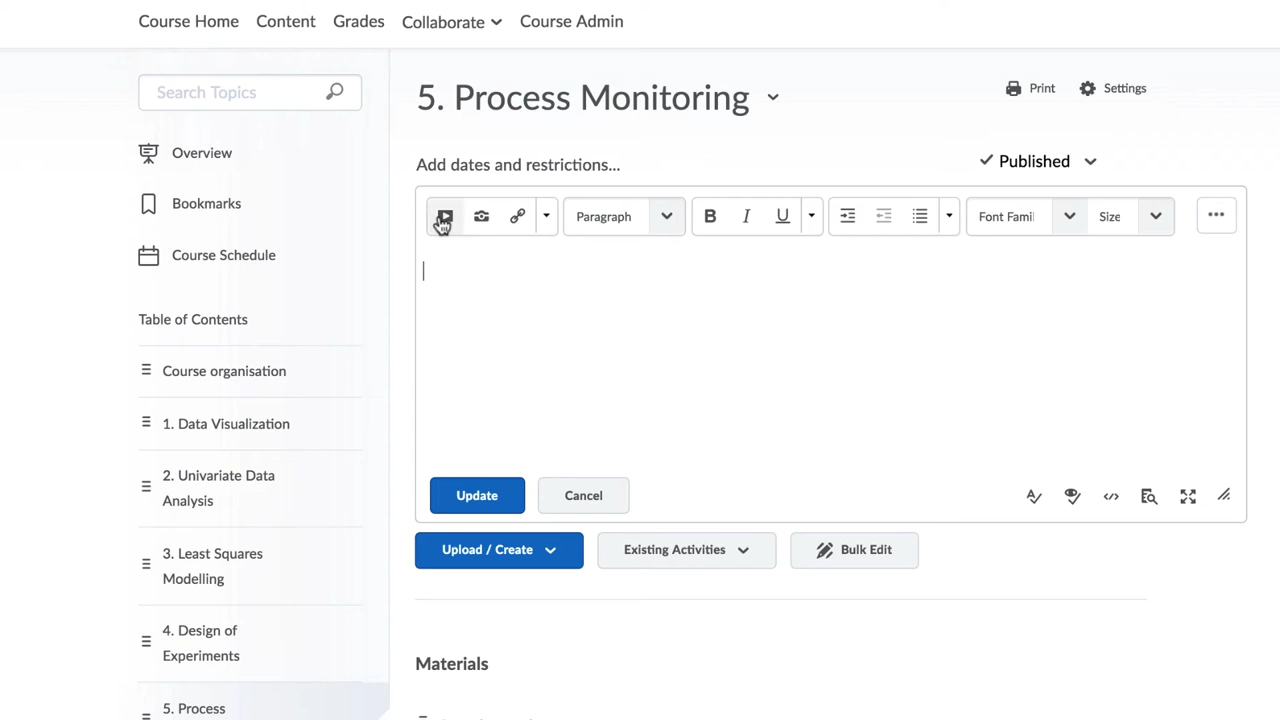 Course Home Content Grades Collaborate Course Admin
Search Topics
Overview
Bookmarks
Course Schedule
Table of Contents
Course organisation
1. Data Visualization
2. Univariate Data
Analysis
3. Least Squares
Modelling
4. Design of
Experiments
5. Process
5. Process Monitoring
Print Settings
Add dates and restrictions...
Published
Paragraph B I U Font Famil Size
Update Cancel
Upload / Create Existing Activities Bulk Edit
Materials